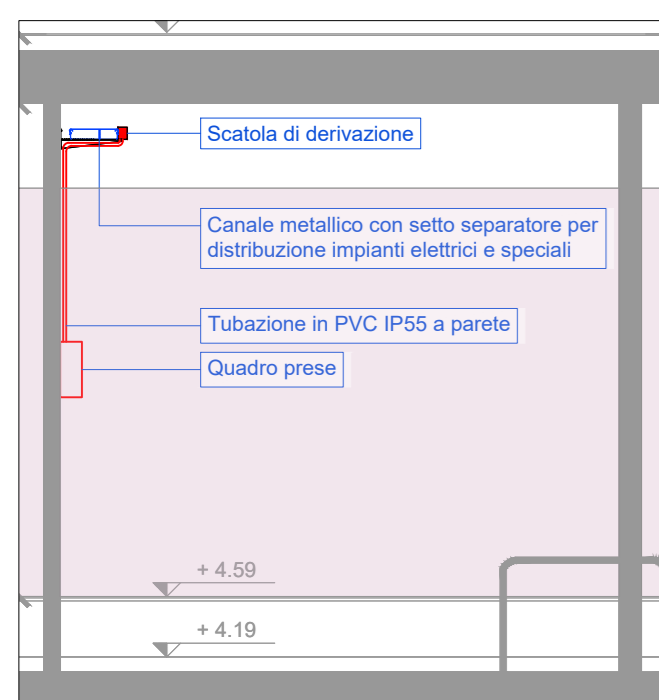 Scatola di derivazione
Canale metallico con setto separatore per
distribuzione impianti elettrici e speciali
Tubazione in PVC IP55 a parete
Quadro prese
+ 4.59
+ 4.19